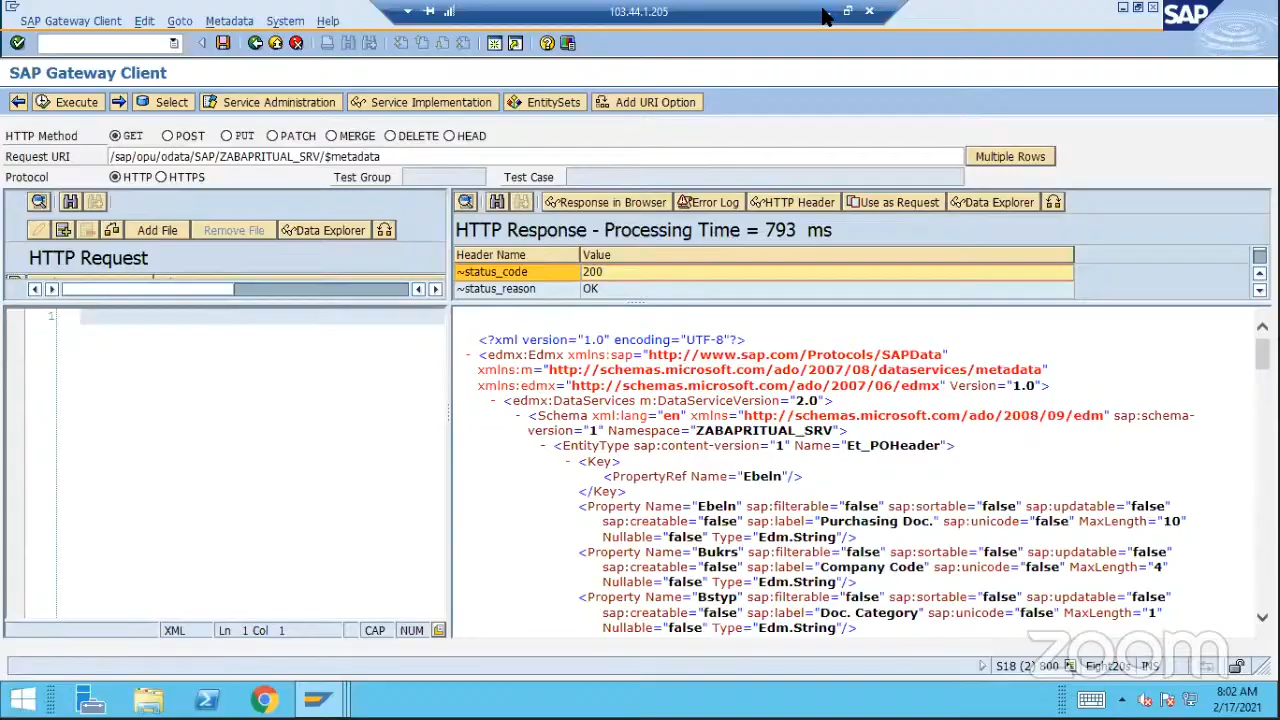 103.44.1.205
SAP Gateway Client Edit Goto Metadata System Help
SAP
SAP Gateway Client
Execute Select Service Administration Service Implementation EntitySets Add URI Option
HTTP Method GET POST PUT PATCH MERGE DELETE HEAD
Request URI /sap/opu/odata/SAP/ZABAPRITUAL_SRV/$metadata Multiple Rows
Protocol HTTP HTTPS Test Group Test Case
Response in Browser Error Log HTTP Header Use as Request Data Explorer
Add File Remove File Data Explorer
HTTP Response - Processing Time = 793 ms
HTTP Request
Header Name Value
~status_code 200
~status_reason OK
1
<?xml version="1.0" encoding="UTF-8"?>
- <edmx:Edmx xmlns:sap="http://www.sap.com/Protocols/SAPData"
xmlns:m="http://schemas.microsoft.com/ado/2007/08/dataservices/metadata"
xmlns:edmx="http://schemas.microsoft.com/ado/2007/06/edmx" Version="1.0">
- <edmx:DataServices m:DataServiceVersion="2.0">
- <Schema xml:lang="en" xmlns="http://schemas.microsoft.com/ado/2008/09/edm" sap:schema-
version="1" Namespace="ZABAPRITUAL_SRV">
- <EntityType sap:content-version="1" Name="Et_POHeader">
- <Key>
<PropertyRef Name="Ebeln"/>
</Key>
<Property Name="Ebeln" sap:filterable="false" sap:sortable="false" sap:updatable="false"
sap:creatable="false" sap:label="Purchasing Doc." sap:unicode="false" MaxLength="10"
Nullable="false" Type="Edm.String"/>
<Property Name="Bukrs" sap:filterable="false" sap:sortable="false" sap:updatable="false"
sap:creatable="false" sap:label="Company Code" sap:unicode="false" MaxLength="4"
Nullable="false" Type="Edm.String"/>
<Property Name="Bstyp" sap:filterable="false" sap:sortable="false" sap:updatable="false"
sap:creatable="false" sap:label="Doc. Category" sap:unicode="false" MaxLength="1"
Nullable="false" Type="Edm.String"/>
XML Ln 1 Col 1 CAP NUM
zoom
S18 (2) 800 Eight20s INS
8:02 AM
2/17/2021